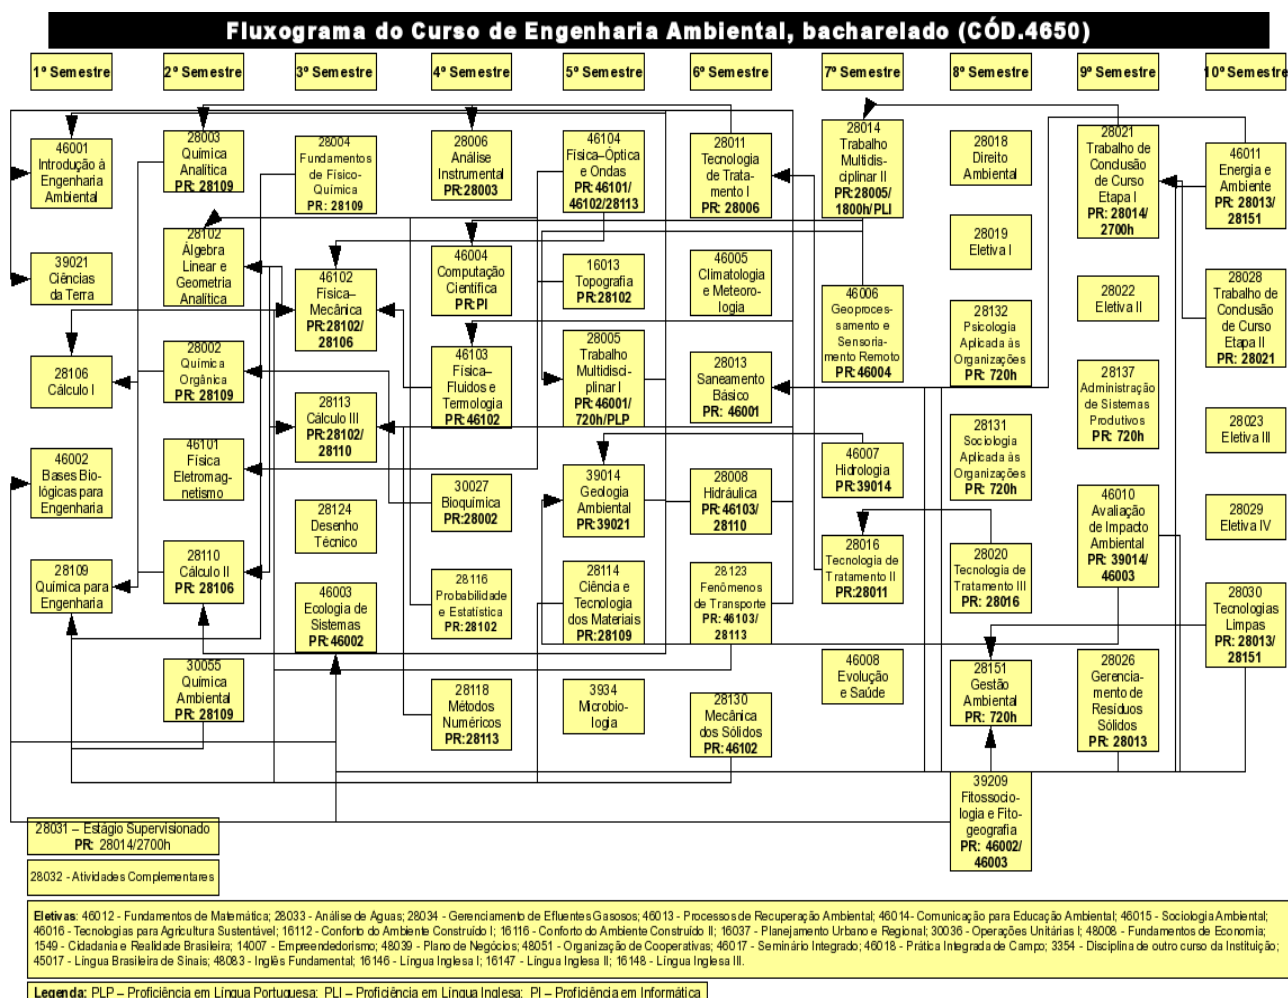 Fluxograma do Curso de Engenharia Ambiental, bacharelado (CÓD.4650)
1º Semestre
2º Semestre
3º Semestre
4º Semestre
5º Semestre
6º Semestre
7º Semestre
8º Semestre
9º Semestre
10º Semestre
46001
Introdução à
Engenharia
Ambiental
39021
Ciências
da Terra
28106
Cálculo I
46002
Bases Bio-
lógicas para
Engenharia
28109
Química para
Engenharia
28003
Química
Analítica
PR: 28109
28102
Álgebra
Linear e
Geometria
Analítica
28002
Química
Orgânica
PR: 28109
46101
Física
Eletromag-
netismo
28110
Cálculo II
PR: 28106
30055
Química
Ambiental
PR: 28109
28004
Fundamentos
de Físico-
Química
PR: 28109
46102
Física–
Mecânica
PR:28102/
28106
28113
Cálculo III
PR:28102/
28110
28124
Desenho
Técnico
46003
Ecologia de
Sistemas
PR:46002
28006
Análise
Instrumental
PR:28003
46004
Computação
Científica
PR:PI
46103
Física–
Fluidos e
Termologia
PR:46102
30027
Bioquímica
PR:28002
28116
Probabilidade
e Estatística
PR:28102
28118
Métodos
Numéricos
PR:28113
46104
Física–Óptica
e Ondas
PR:46101/
46102/28113
16013
Topografia
PR:28102
28005
Trabalho
Multidisci-
plinar I
PR:46001/
720h/PLP
39014
Geologia
Ambiental
PR:39021
28114
Ciência e
Tecnologia
dos Materiais
PR:28109
3934
Microbio-
logia
28011
Tecnologia
de Trata-
mento I
PR: 28006
46005
Climatologia
e Meteoro-
logia
28013
Saneamento
Básico
PR: 46001
28008
Hidráulica
PR:46103/
28110
28123
Fenômenos
de Transporte
PR:46103/
28113
28130
Mecânica
dos Sólidos
PR:46102
28014
Trabalho
Multidis-
ciplinar II
PR:28005/
1800h/PLI
46006
Geoproces-
samento e
Sensoria-
mento Remoto
PR:46004
46007
Hidrologia
PR:39014
28016
Tecnologia de
Tratamento II
PR:28011
46008
Evolução
e Saúde
28018
Direito
Ambiental
28019
Eletiva I
28132
Psicologia
Aplicada às
Organizações
PR: 720h
28131
Sociologia
Aplicada às
Organizações
PR: 720h
28020
Tecnologia de
Tratamento III
PR: 28016
28151
Gestão
Ambiental
PR: 720h
39209
Fitossocio-
logia e Fito-
geografia
PR: 46002/
46003
28021
Trabalho de
Conclusão
de Curso
Etapa I
PR: 28014/
2700h
28022
Eletiva II
28137
Administração
de Sistemas
Produtivos
PR: 720h
46010
Avaliação
de Impacto
Ambiental
PR: 39014/
46003
28026
Gerencia-
mento de
Resíduos
Sólidos
PR: 28013
46011
Energia e
Ambiente
PR:28013/
28151
28028
Trabalho de
Conclusão
de Curso
Etapa II
PR: 28021
28023
Eletiva III
28029
Eletiva IV
28030
Tecnologias
Limpas
PR: 28013/
28151
28031 – Estágio Supervisionado
PR: 28014/2700h
28032 - Atividades Complementares
Eletivas: 46012 - Fundamentos de Matemática; 28033 - Análise de Aguas; 28034 - Gerenciamento de Efluentes Gasosos; 46013 - Processos de Recuperação Ambiental; 46014- Comunicação para Educação Ambiental; 46015 - Sociologia Ambiental;
46016 - Tecnologias para Agricultura Sustentável; 16112 - Conforto do Ambiente Construído I; 16116 - Conforto do Ambiente Construído II; 16037 - Planejamento Urbano e Regional; 30036 - Operações Unitárias I; 48008 - Fundamentos de Economia;
1549 - Cidadania e Realidade Brasileira; 14007 - Empreendedorismo; 48039 - Plano de Negócios; 48051 - Organização de Cooperativas; 46017 - Seminário Integrado; 46018 - Prática Integrada de Campo; 3354 - Disciplina de outro curso da Instituição;
45017 - Língua Brasileira de Sinais; 48083 - Inglês Fundamental; 16146 - Língua Inglesa I; 16147 - Língua Inglesa II; 16148 - Língua Inglesa III.
Legenda: PLP – Proficiência em Língua Portuguesa; PLI – Proficiência em Língua Inglesa; PI – Proficiência em Informática